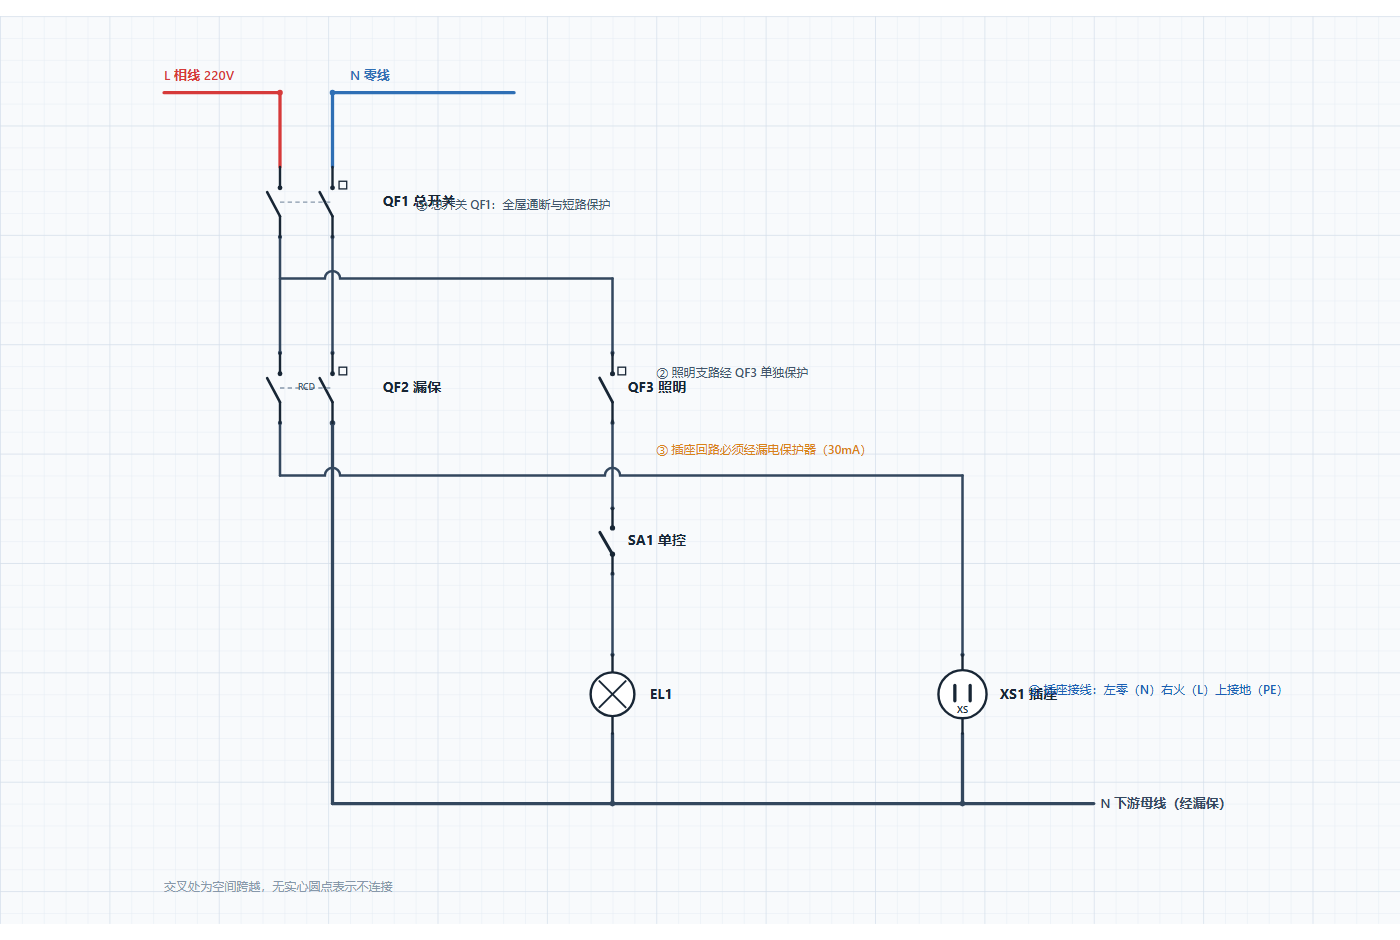 L 相线 220V
N 零线
QF1 总开关
① 总开关 QF1：全屋通断与短路保护
RCD
QF2 漏保
② 照明支路经 QF3 单独保护
QF3 照明
③ 插座回路必须经漏电保护器（30mA）
SA1 单控
EL1
XS
XS1 插座
插座接线：左零（N）右火（L）上接地（PE）
N 下游母线（经漏保）
交叉处为空间跨越，无实心圆点表示不连接